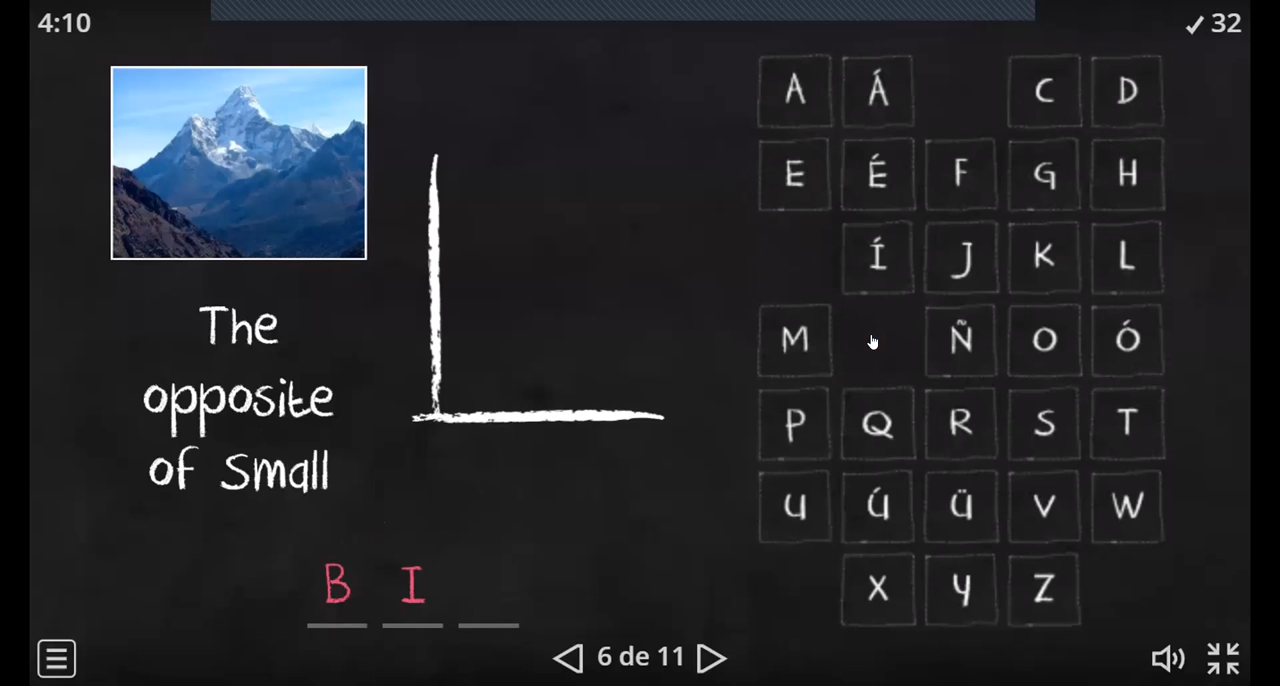 4:10
✓ 32
The
opposite
of Small
B I
A Á C D
E É F G H
Í J K L
M Ñ O Ó
P Q R S T
U Ú Ü V W
X Y Z
6 de 11